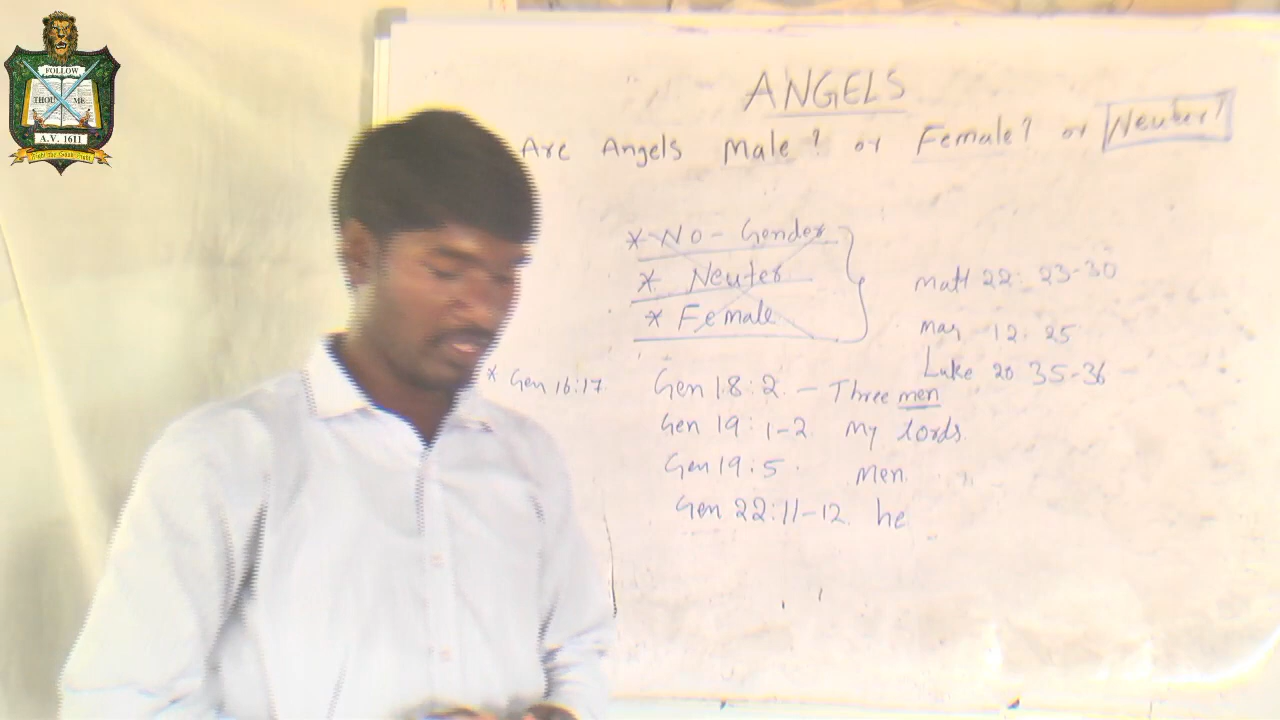 FOLLOW
THOU ME
A.V. 1611
ANGELS
Are Angels Male? or Female? or Neuter?
* No - Gender
* Neuter
* Female
Matt 22: 23-30
Mar 12. 25
Luke 20 35-36
* Gen 16:17
Gen 18:2. - Three men
Gen 19:1-2. My lords.
Gen 19:5. Men.
Gen 22:11-12. he